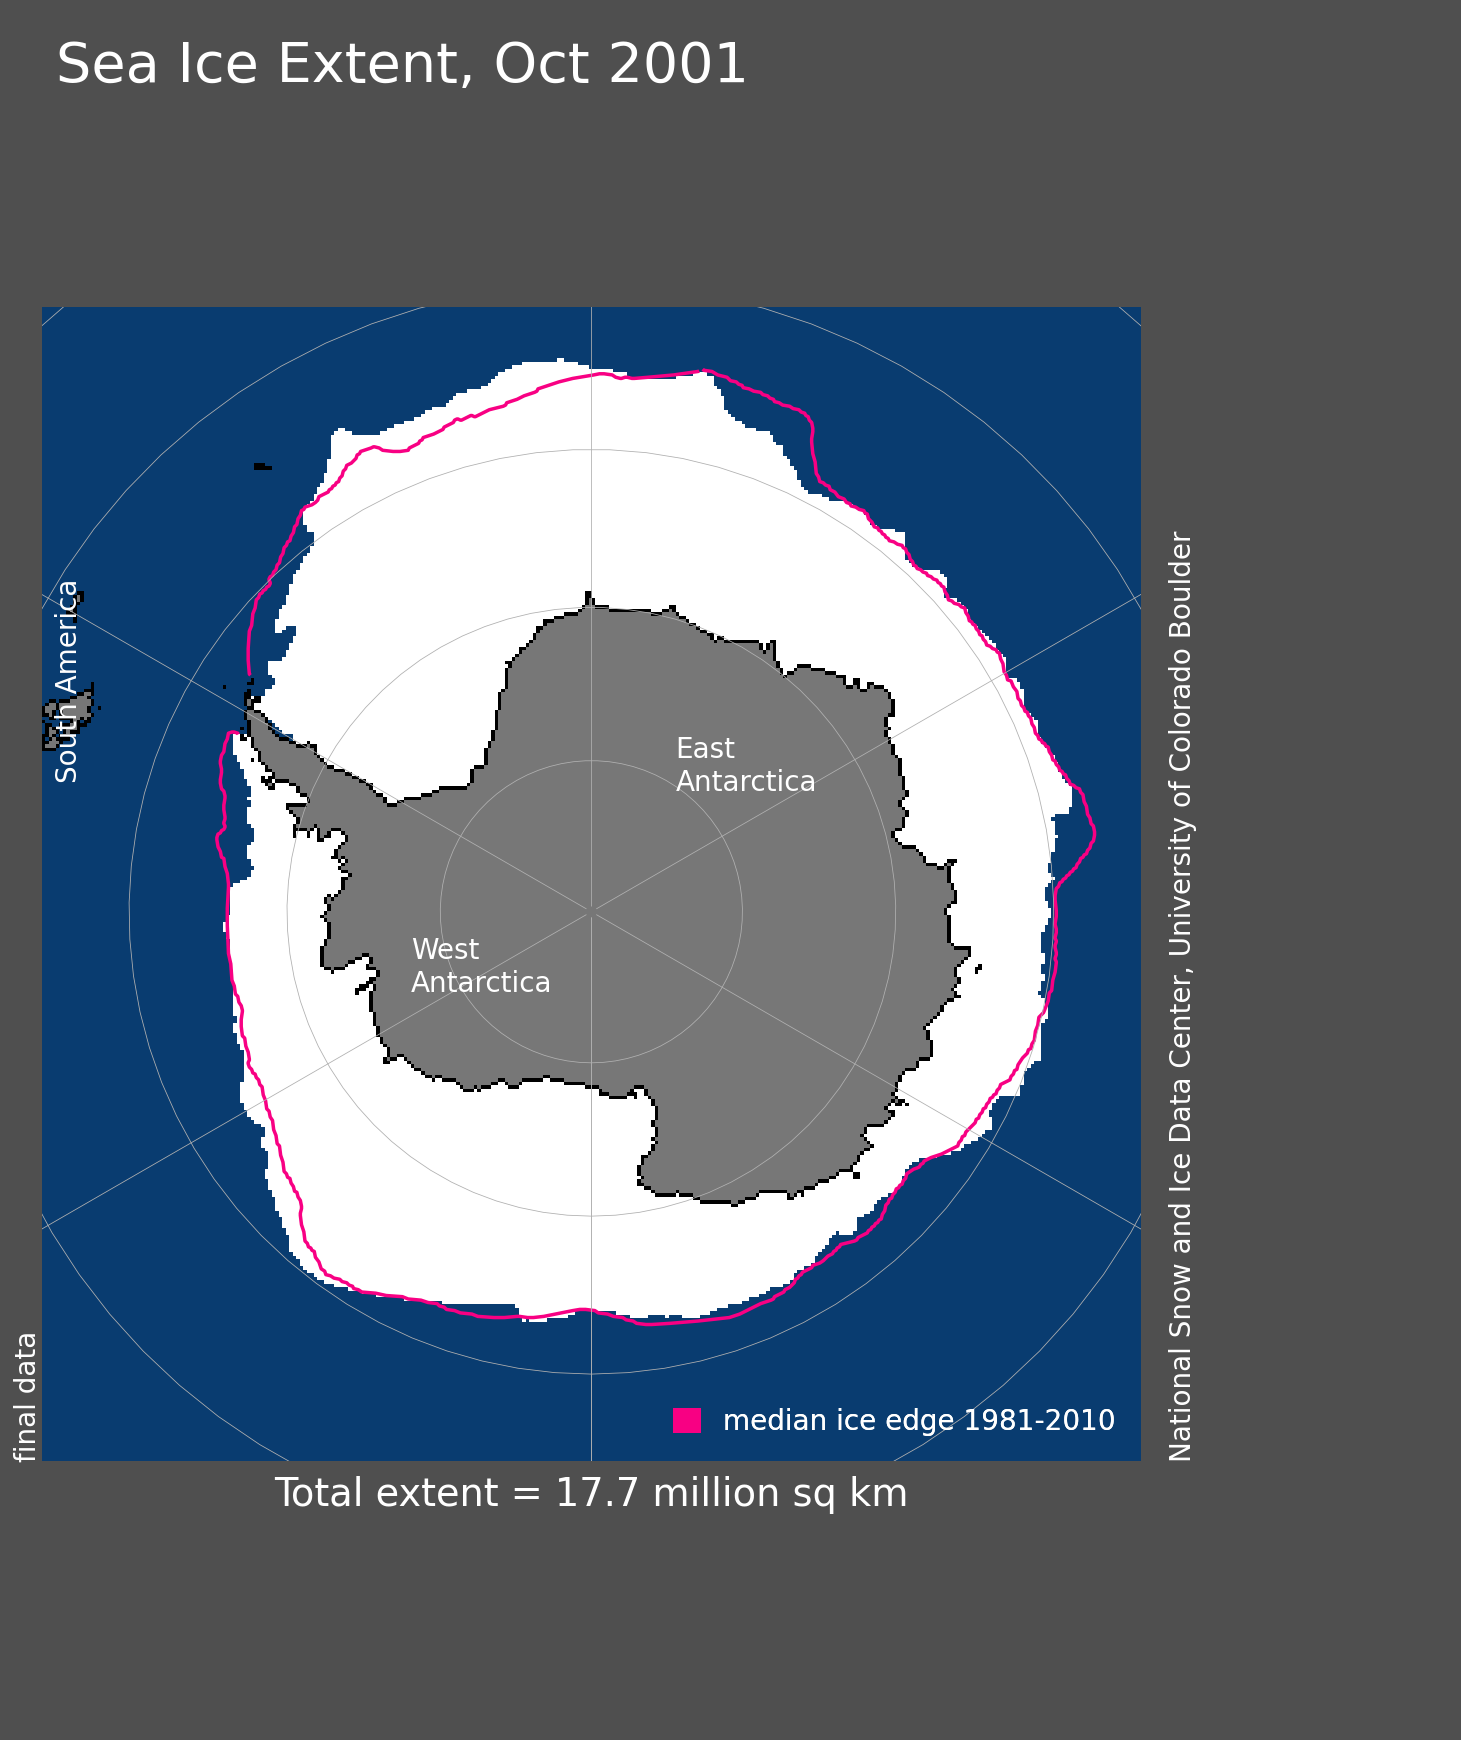 Sea Ice Extent, Oct 2001
South America
East
Antarctica
West
Antarctica
median ice edge 1981-2010
final data
National Snow and Ice Data Center, University of Colorado Boulder
Total extent = 17.7 million sq km